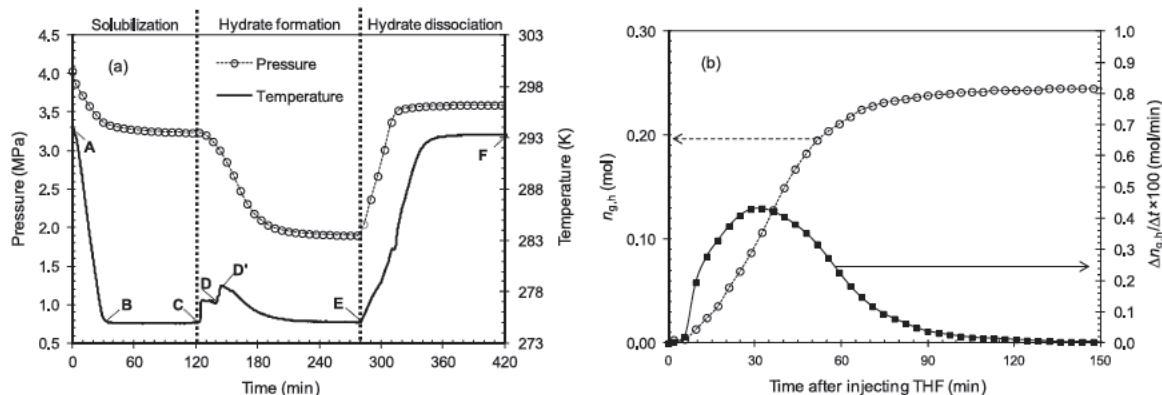 Solubilization Hydrate formation Hydrate dissociation
(a)
Pressure
Temperature
A
B
C
D
D'
E
F
4.5
4.0
3.5
3.0
2.5
2.0
1.5
1.0
0.5
Pressure (MPa)
303
298
293
288
283
278
273
Temperature (K)
0 60 120 180 240 300 360 420
Time (min)
(b)
0.30
0.20
0.10
0.00
n_g,h (mol)
1.0
0.9
0.8
0.7
0.6
0.5
0.4
0.3
0.2
0.1
0.0
Δn_g,h/Δt×100 (mol/min)
0 30 60 90 120 150
Time after injecting THF (min)